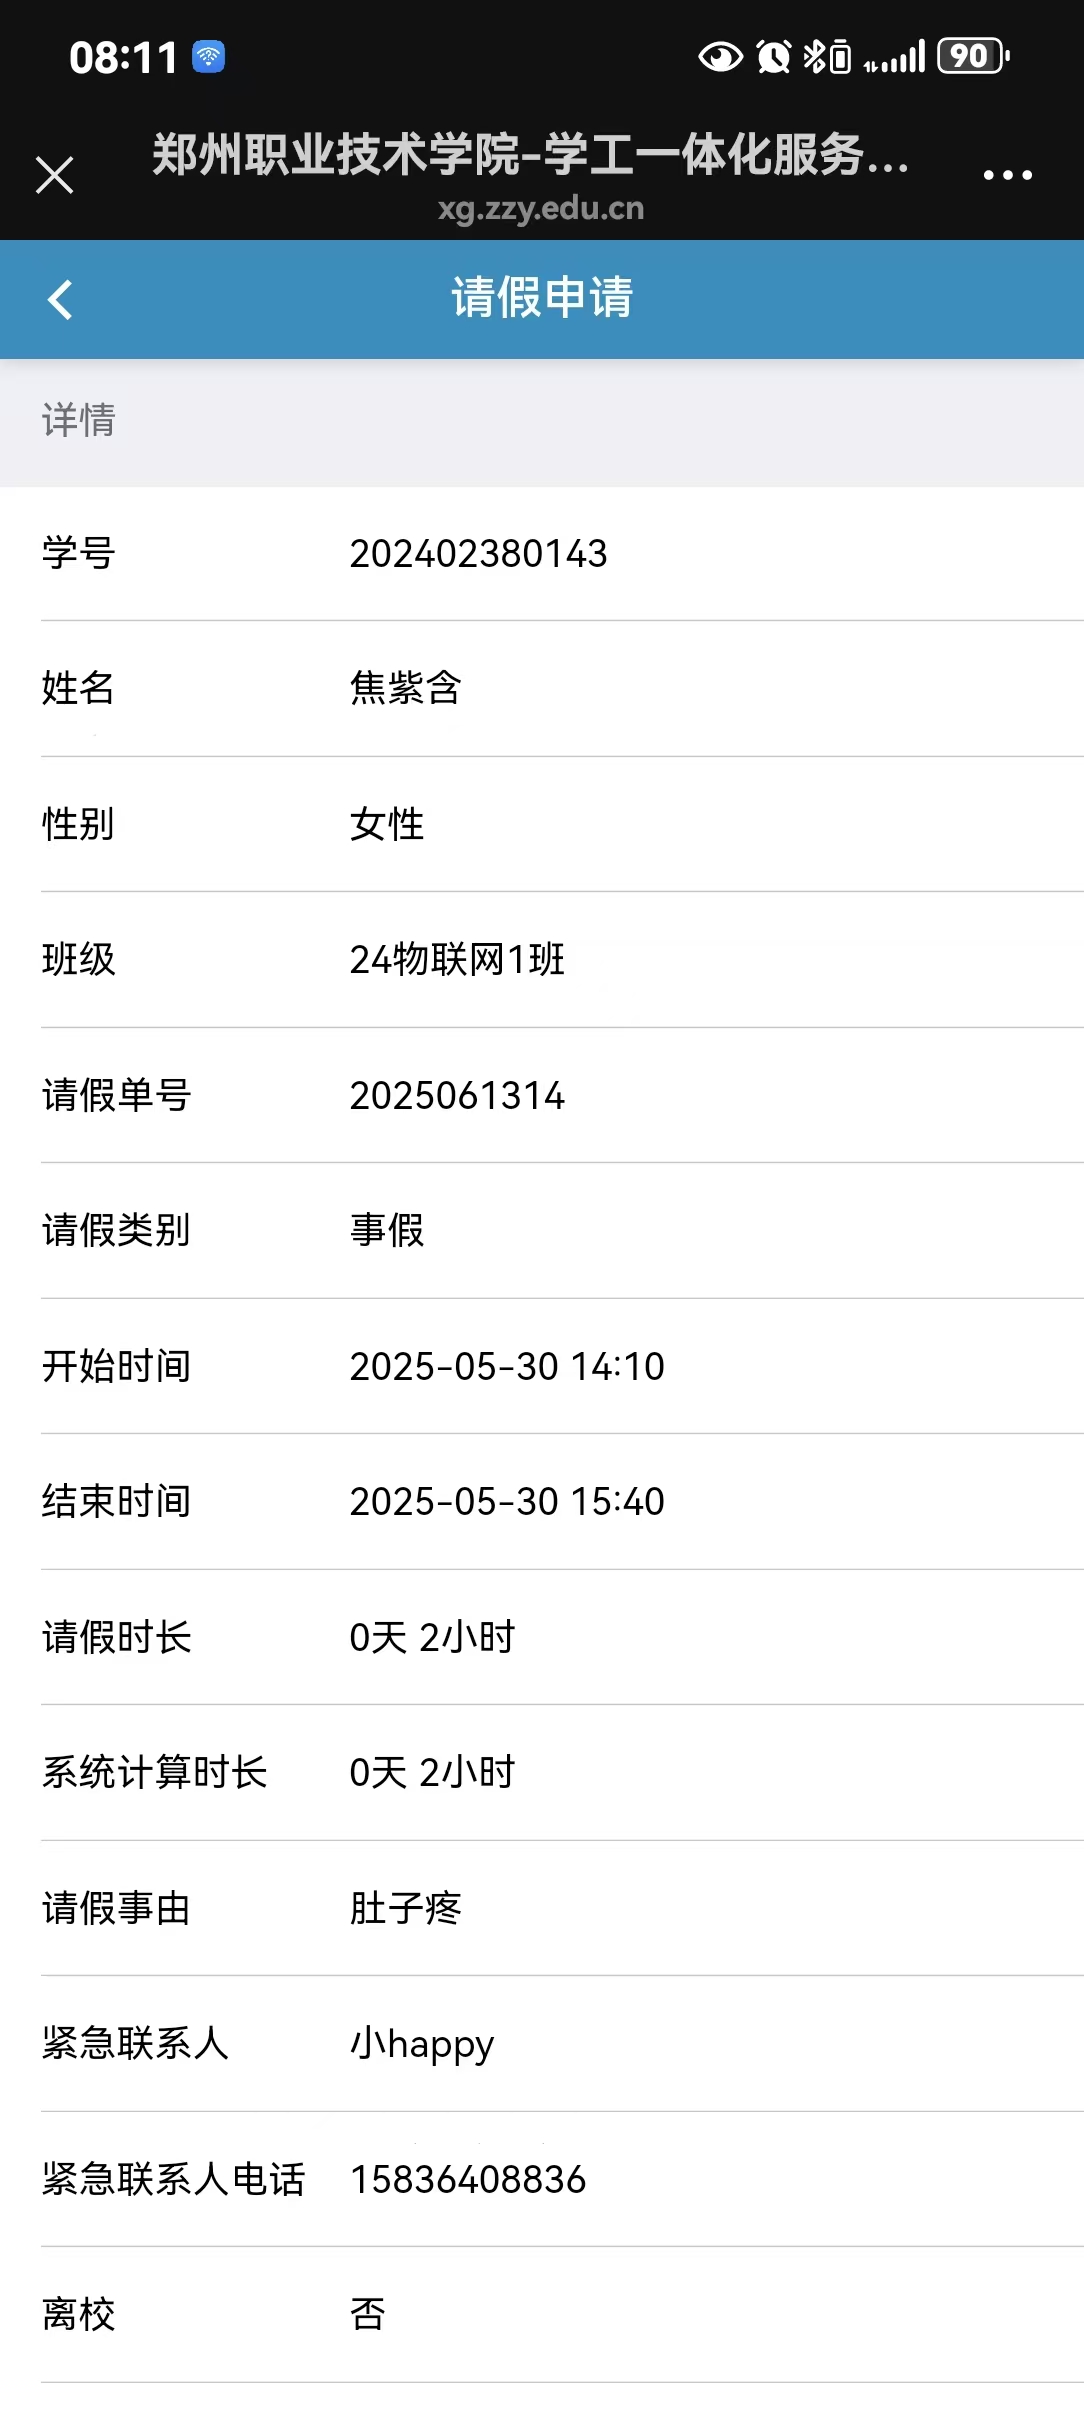 08:11
90
郑州职业技术学院-学工一体化服务...
xg.zzy.edu.cn
请假申请
详情
学号 202402380143
姓名 焦紫含
性别 女性
班级 24物联网1班
请假单号 2025061314
请假类别 事假
开始时间 2025-05-30 14:10
结束时间 2025-05-30 15:40
请假时长 0天 2小时
系统计算时长 0天 2小时
请假事由 肚子疼
紧急联系人 小happy
紧急联系人电话 15836408836
离校 否